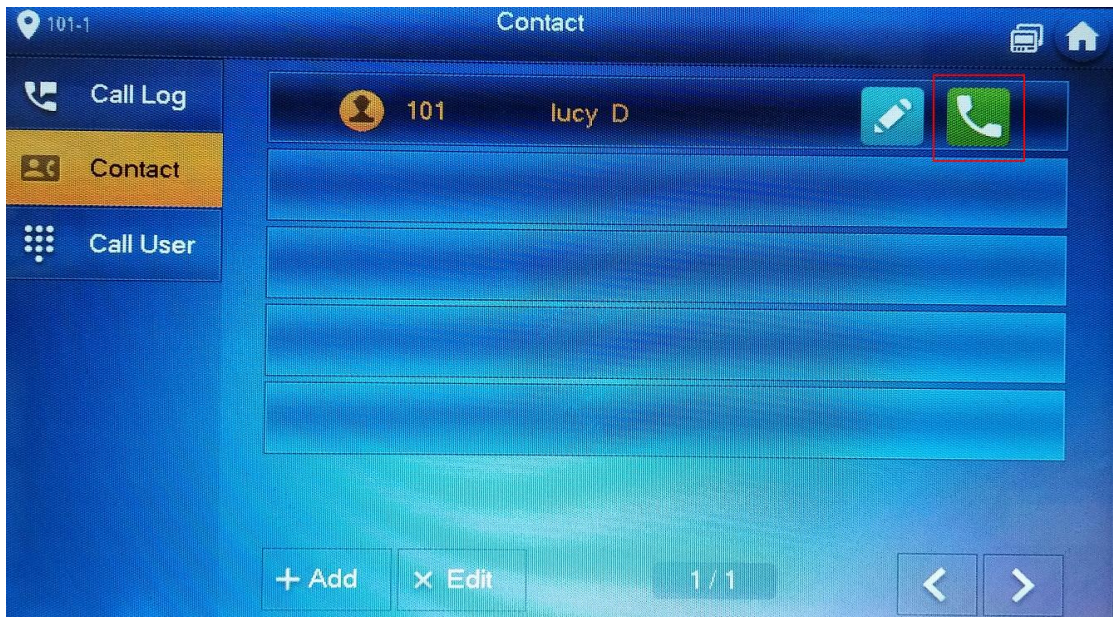 101-1
Contact
Call Log
Contact
Call User
101 lucy D
+ Add
× Edit
1 / 1